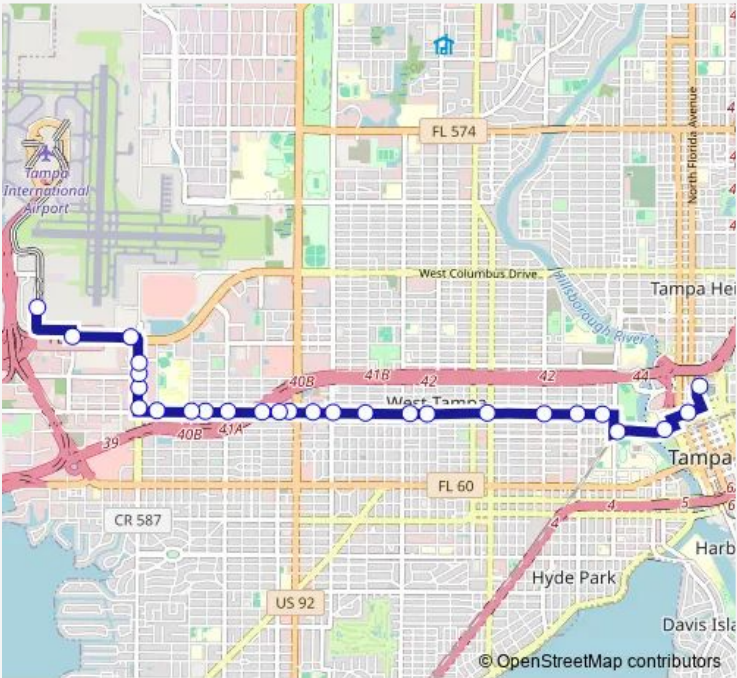 FL 574
North Florida Avenue
Tampa
International
Airport
West Columbus Drive
Hillsborough River
Tampa Hei
40B
41B
42
42
44
West Tampa
39
40B
41A
Tampa
FL 60
CR 587
4
4
5
6
Harb
Hyde Park
US 92
Davis Isla
© OpenStreetMap contributors